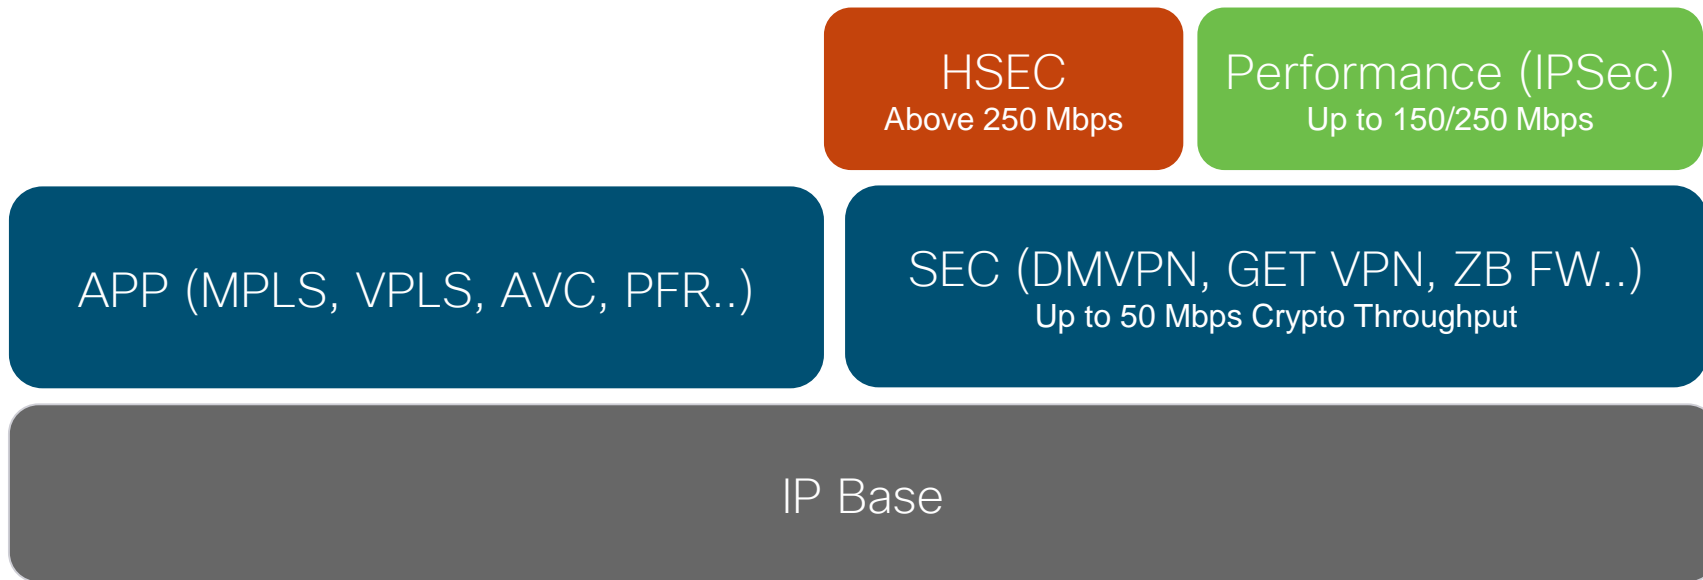 HSEC
Above 250 Mbps
Performance (IPSec)
Up to 150/250 Mbps
APP (MPLS, VPLS, AVC, PFR..)
SEC (DMVPN, GET VPN, ZB FW..)
Up to 50 Mbps Crypto Throughput
IP Base